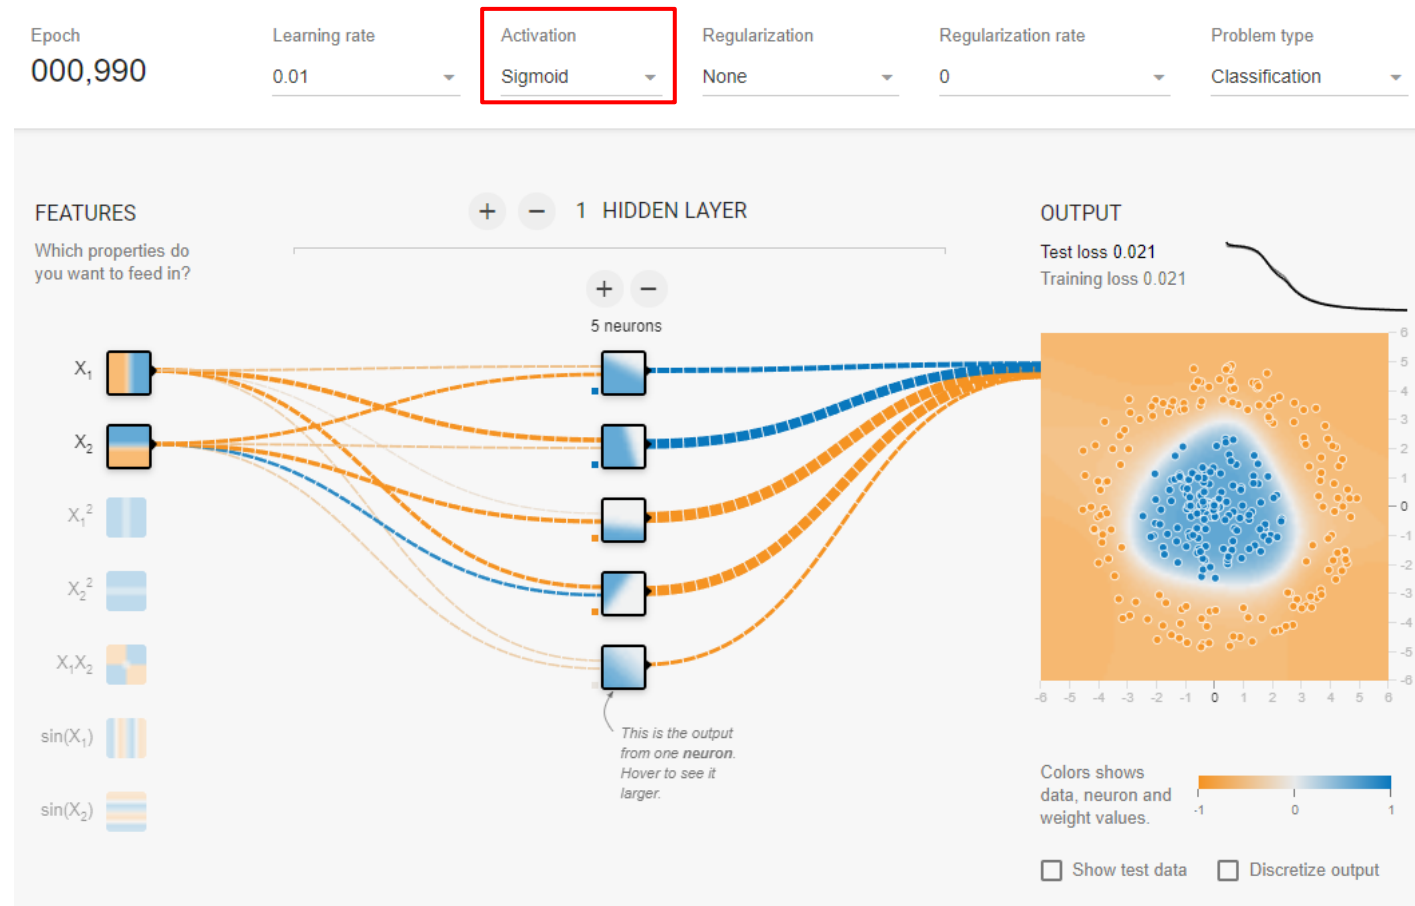 Epoch
000,990
Learning rate
0.01
Activation
Sigmoid
Regularization
None
Regularization rate
0
Problem type
Classification
FEATURES
Which properties do
you want to feed in?
+ − 1 HIDDEN LAYER
+ −
5 neurons
X₁
X₂
X₁²
X₂²
X₁X₂
sin(X₁)
sin(X₂)
This is the output
from one neuron.
Hover to see it
larger.
OUTPUT
Test loss 0.021
Training loss 0.021
6
5
4
3
2
1
0
-1
-2
-3
-4
-5
-6
-6 -5 -4 -3 -2 -1 0 1 2 3 4 5 6
Colors shows
data, neuron and
weight values.
-1 0 1
Show test data
Discretize output